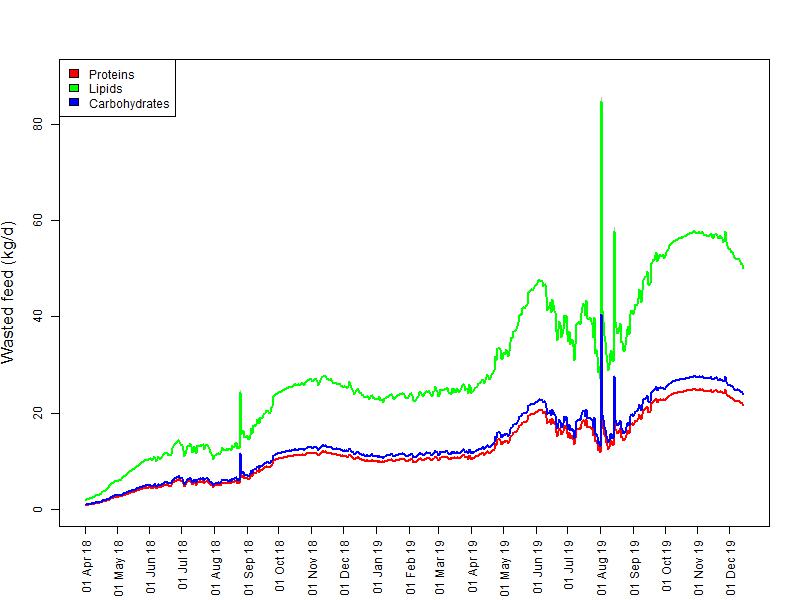 Proteins
Lipids
Carbohydrates
Wasted feed (kg/d)
80
60
40
20
0
01 Apr 18
01 May 18
01 Jun 18
01 Jul 18
01 Aug 18
01 Sep 18
01 Oct 18
01 Nov 18
01 Dec 18
01 Jan 19
01 Feb 19
01 Mar 19
01 Apr 19
01 May 19
01 Jun 19
01 Jul 19
01 Aug 19
01 Sep 19
01 Oct 19
01 Nov 19
01 Dec 19